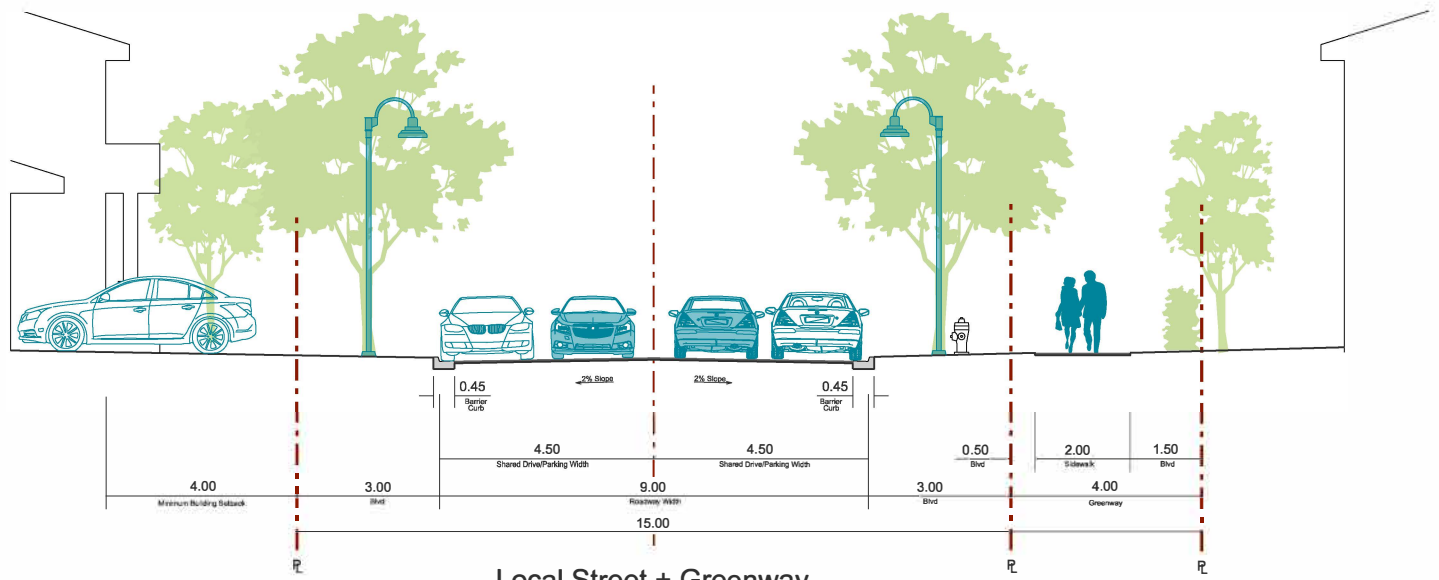 2% Slope
2% Slope
0.45
Barrier
Curb
0.45
Barrier
Curb
4.50
Shared Drive/Parking Width
4.50
Shared Drive/Parking Width
0.50
Blvd
2.00
Sidewalk
1.50
Blvd
4.00
Minimum Building Setback
3.00
Blvd
9.00
Roadway Width
3.00
Blvd
4.00
Greenway
15.00
PL
PL
PL
Local Street + Greenway